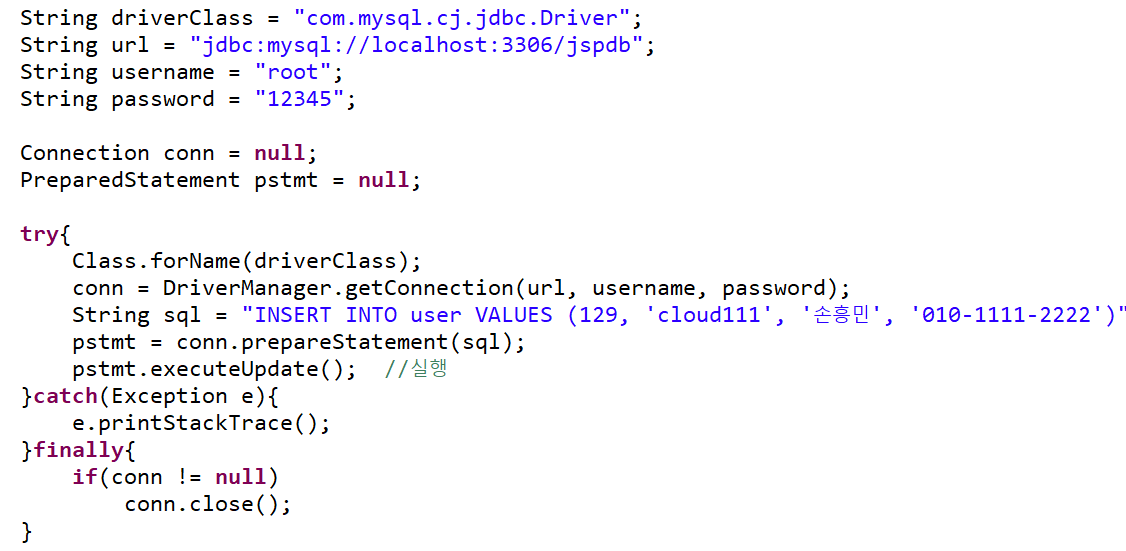 String driverClass = "com.mysql.cj.jdbc.Driver";
String url = "jdbc:mysql://localhost:3306/jspdb";
String username = "root";
String password = "12345";
Connection conn = null;
PreparedStatement pstmt = null;
try{
    Class.forName(driverClass);
    conn = DriverManager.getConnection(url, username, password);
    String sql = "INSERT INTO user VALUES (129, 'cloud111', '손흥민', '010-1111-2222')"
    pstmt = conn.prepareStatement(sql);
    pstmt.executeUpdate();  //실행
}catch(Exception e){
    e.printStackTrace();
}finally{
    if(conn != null)
        conn.close();
}